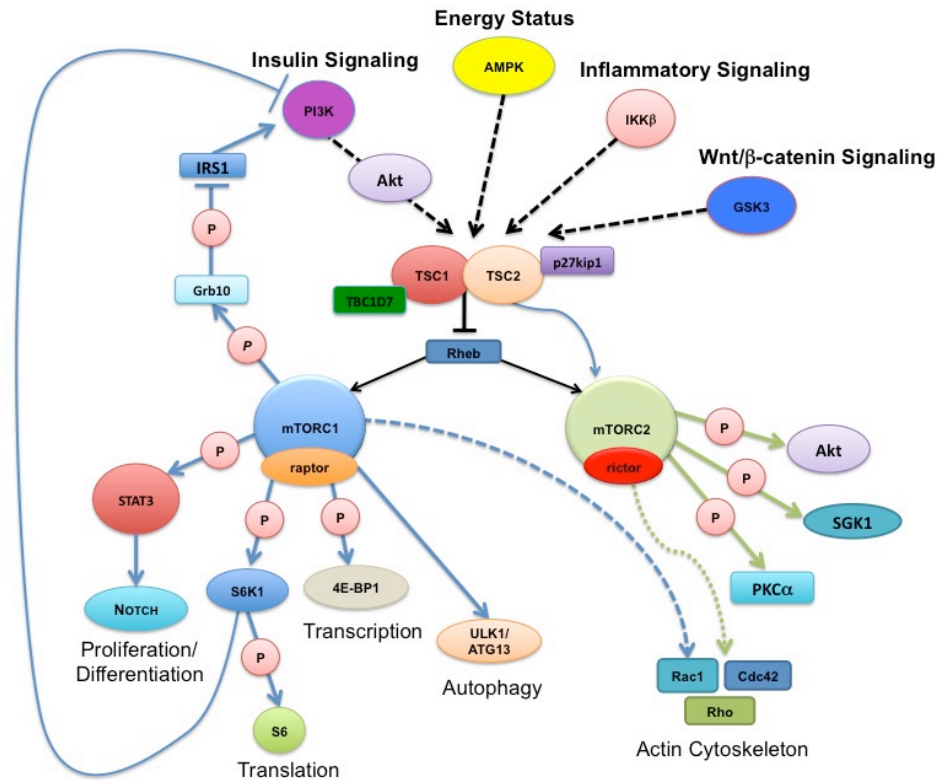 Energy Status
Insulin Signaling
AMPK
Inflammatory Signaling
PI3K
IKKβ
IRS1
Akt
Wnt/β-catenin Signaling
GSK3
P
TSC1
TSC2
p27kip1
TBC1D7
Grb10
P
Rheb
mTORC1
raptor
mTORC2
rictor
P
Akt
P
P
SGK1
P
STAT3
P
P
PKCα
S6K1
4E-BP1
NOTCH
Transcription
Proliferation/
Differentiation
P
ULK1/
ATG13
Autophagy
Rac1
Cdc42
Rho
S6
Translation
Actin Cytoskeleton